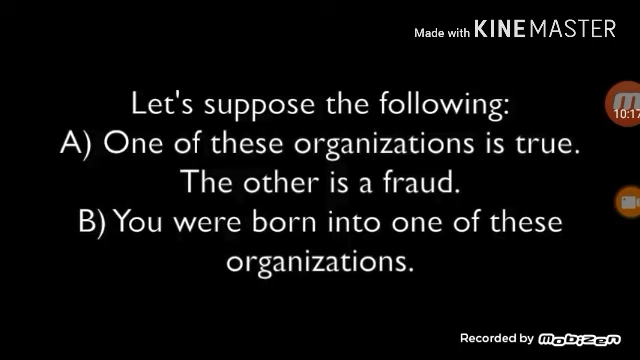 Made with KINEMASTER
Let's suppose the following:
A) One of these organizations is true.
The other is a fraud.
B) You were born into one of these
organizations.
10:17
Recorded by MOBIZEN